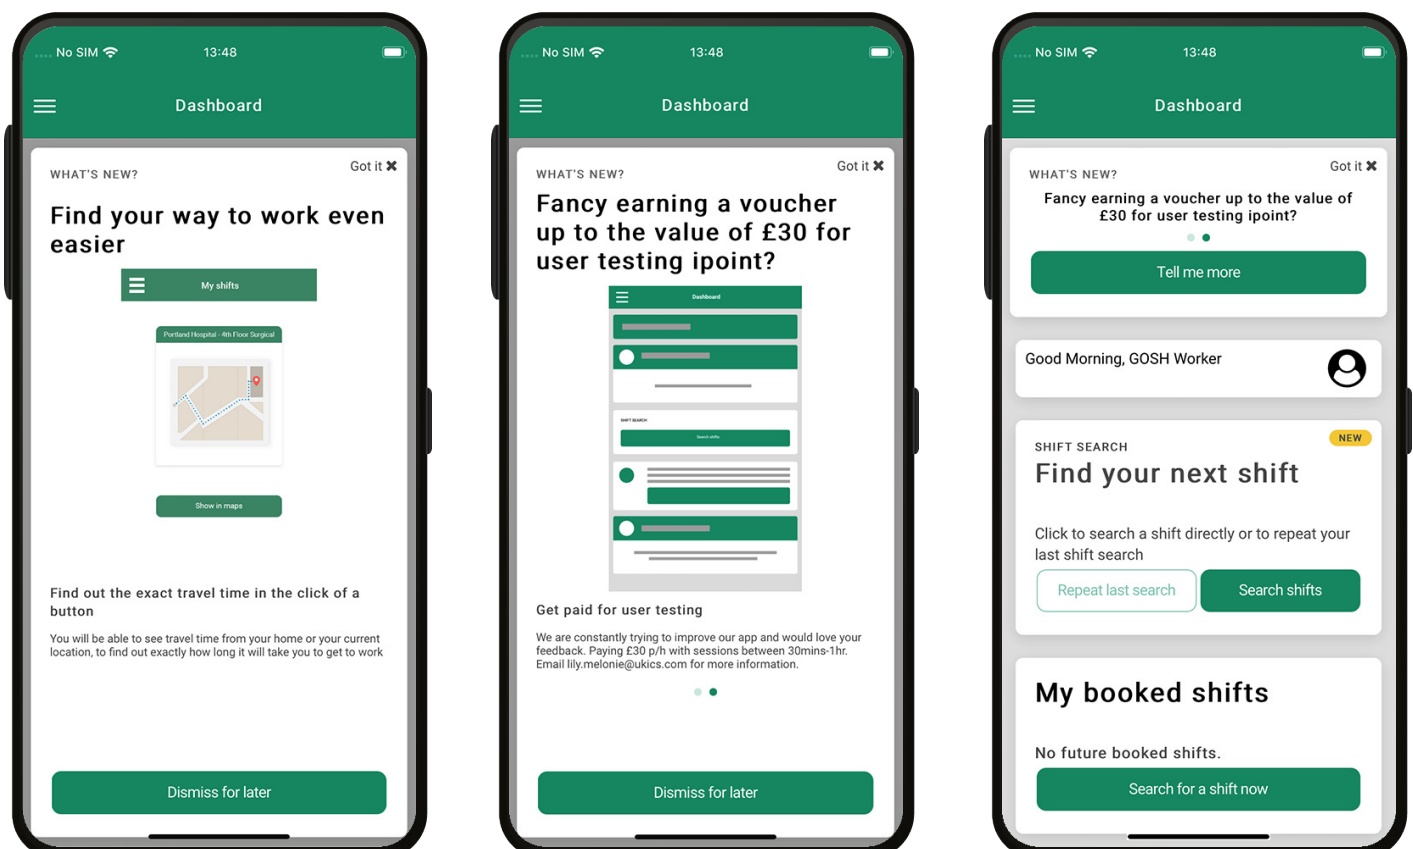 No SIM 13:48
Dashboard
WHAT'S NEW?
Got it ✖
Find your way to work even
easier
My shifts
Portland Hospital - 4th Floor Surgical
Show in maps
Find out the exact travel time in the click of a
button
You will be able to see travel time from your home or your current
location, to find out exactly how long it will take you to get to work
Dismiss for later
No SIM 13:48
Dashboard
WHAT'S NEW?
Got it ✖
Fancy earning a voucher
up to the value of £30 for
user testing ipoint?
Dashboard
SHIFT SEARCH
Search shifts
Get paid for user testing
We are constantly trying to improve our app and would love your
feedback. Paying £30 p/h with sessions between 30mins-1hr.
Email lily.melonie@ukics.com for more information.
Dismiss for later
No SIM 13:48
Dashboard
WHAT'S NEW?
Got it ✖
Fancy earning a voucher up to the value of
£30 for user testing ipoint?
Tell me more
Good Morning, GOSH Worker
NEW
SHIFT SEARCH
Find your next shift
Click to search a shift directly or to repeat your
last shift search
Repeat last search
Search shifts
My booked shifts
No future booked shifts.
Search for a shift now